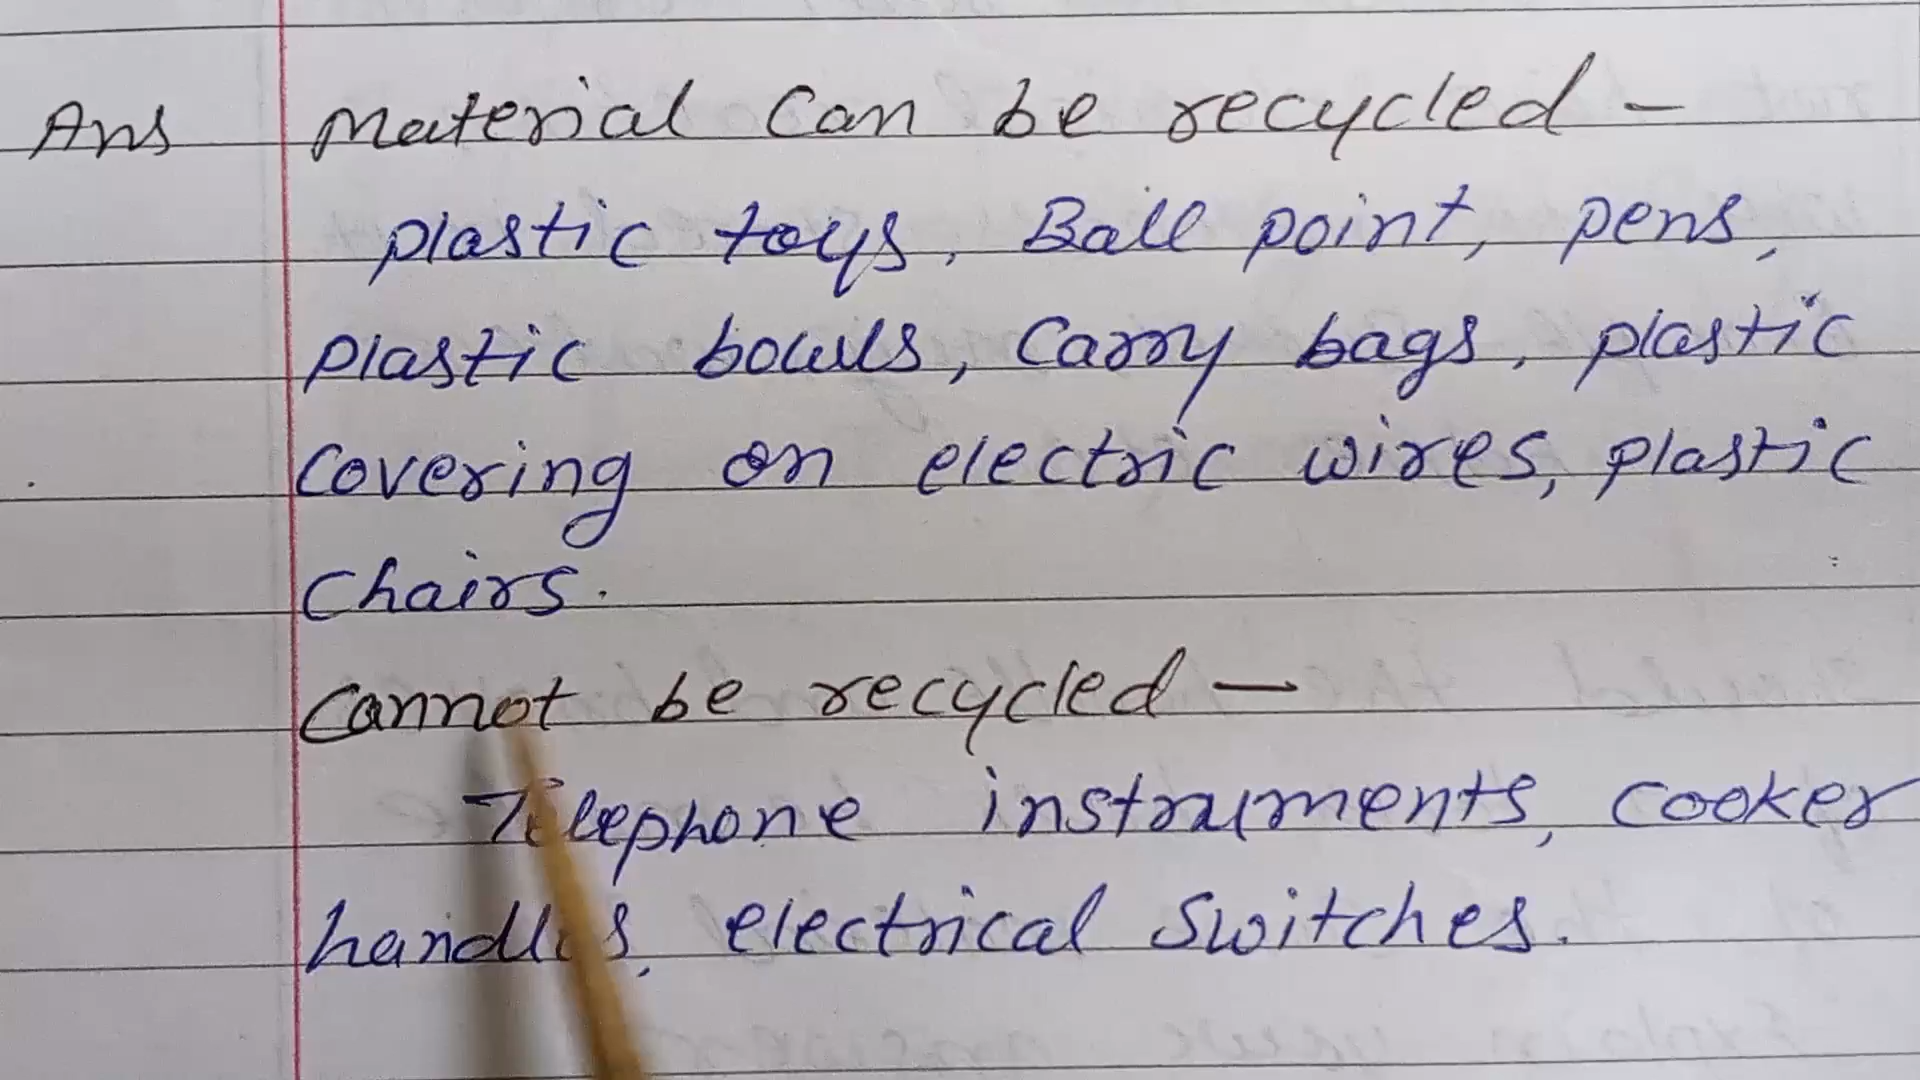 Ans Material Can be recycled -
plastic toys, Ball point, pens,
plastic bowls, Carry bags, plastic
Covering on electric wires, plastic
Chairs.
Cannot be recycled -
Telephone instruments, Cooker
handles, electrical Switches.